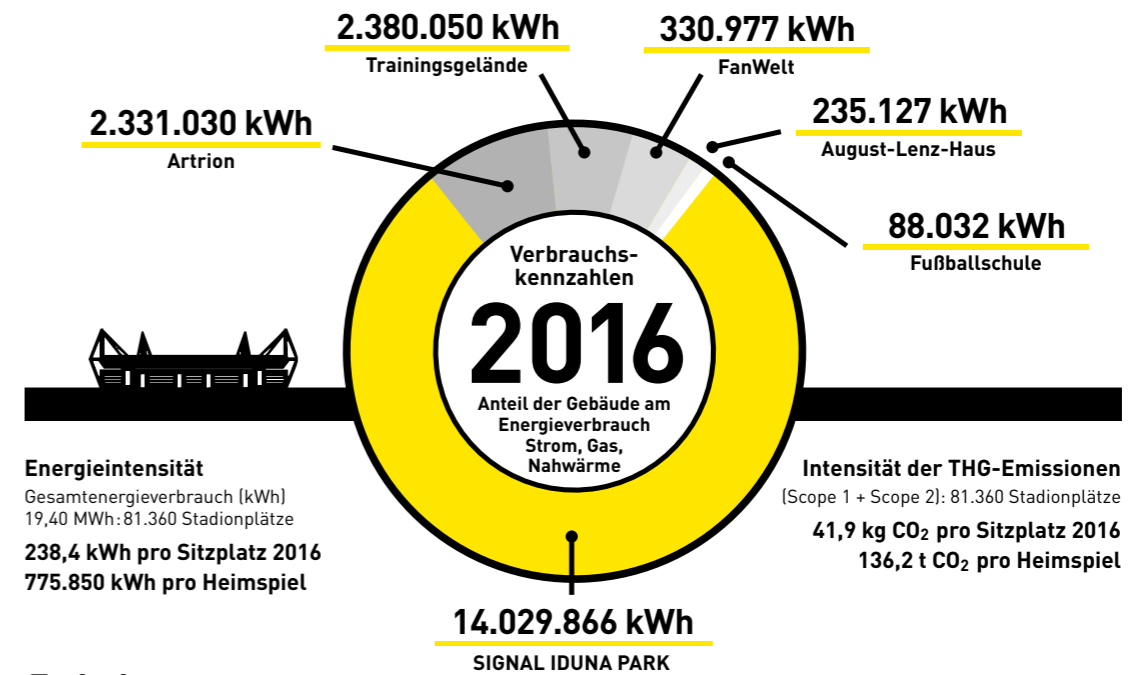 2.380.050 kWh
Trainingsgelände
330.977 kWh
FanWelt
2.331.030 kWh
Artrion
235.127 kWh
August-Lenz-Haus
88.032 kWh
Fußballschule
Verbrauchs-
kennzahlen
2016
Anteil der Gebäude am
Energieverbrauch
Strom, Gas,
Nahwärme
Energieintensität
Gesamtenergieverbrauch (kWh)
19,40 MWh: 81.360 Stadionplätze
238,4 kWh pro Sitzplatz 2016
775.850 kWh pro Heimspiel
Intensität der THG-Emissionen
(Scope 1 + Scope 2): 81.360 Stadionplätze
41,9 kg CO₂ pro Sitzplatz 2016
136,2 t CO₂ pro Heimspiel
14.029.866 kWh
SIGNAL IDUNA PARK